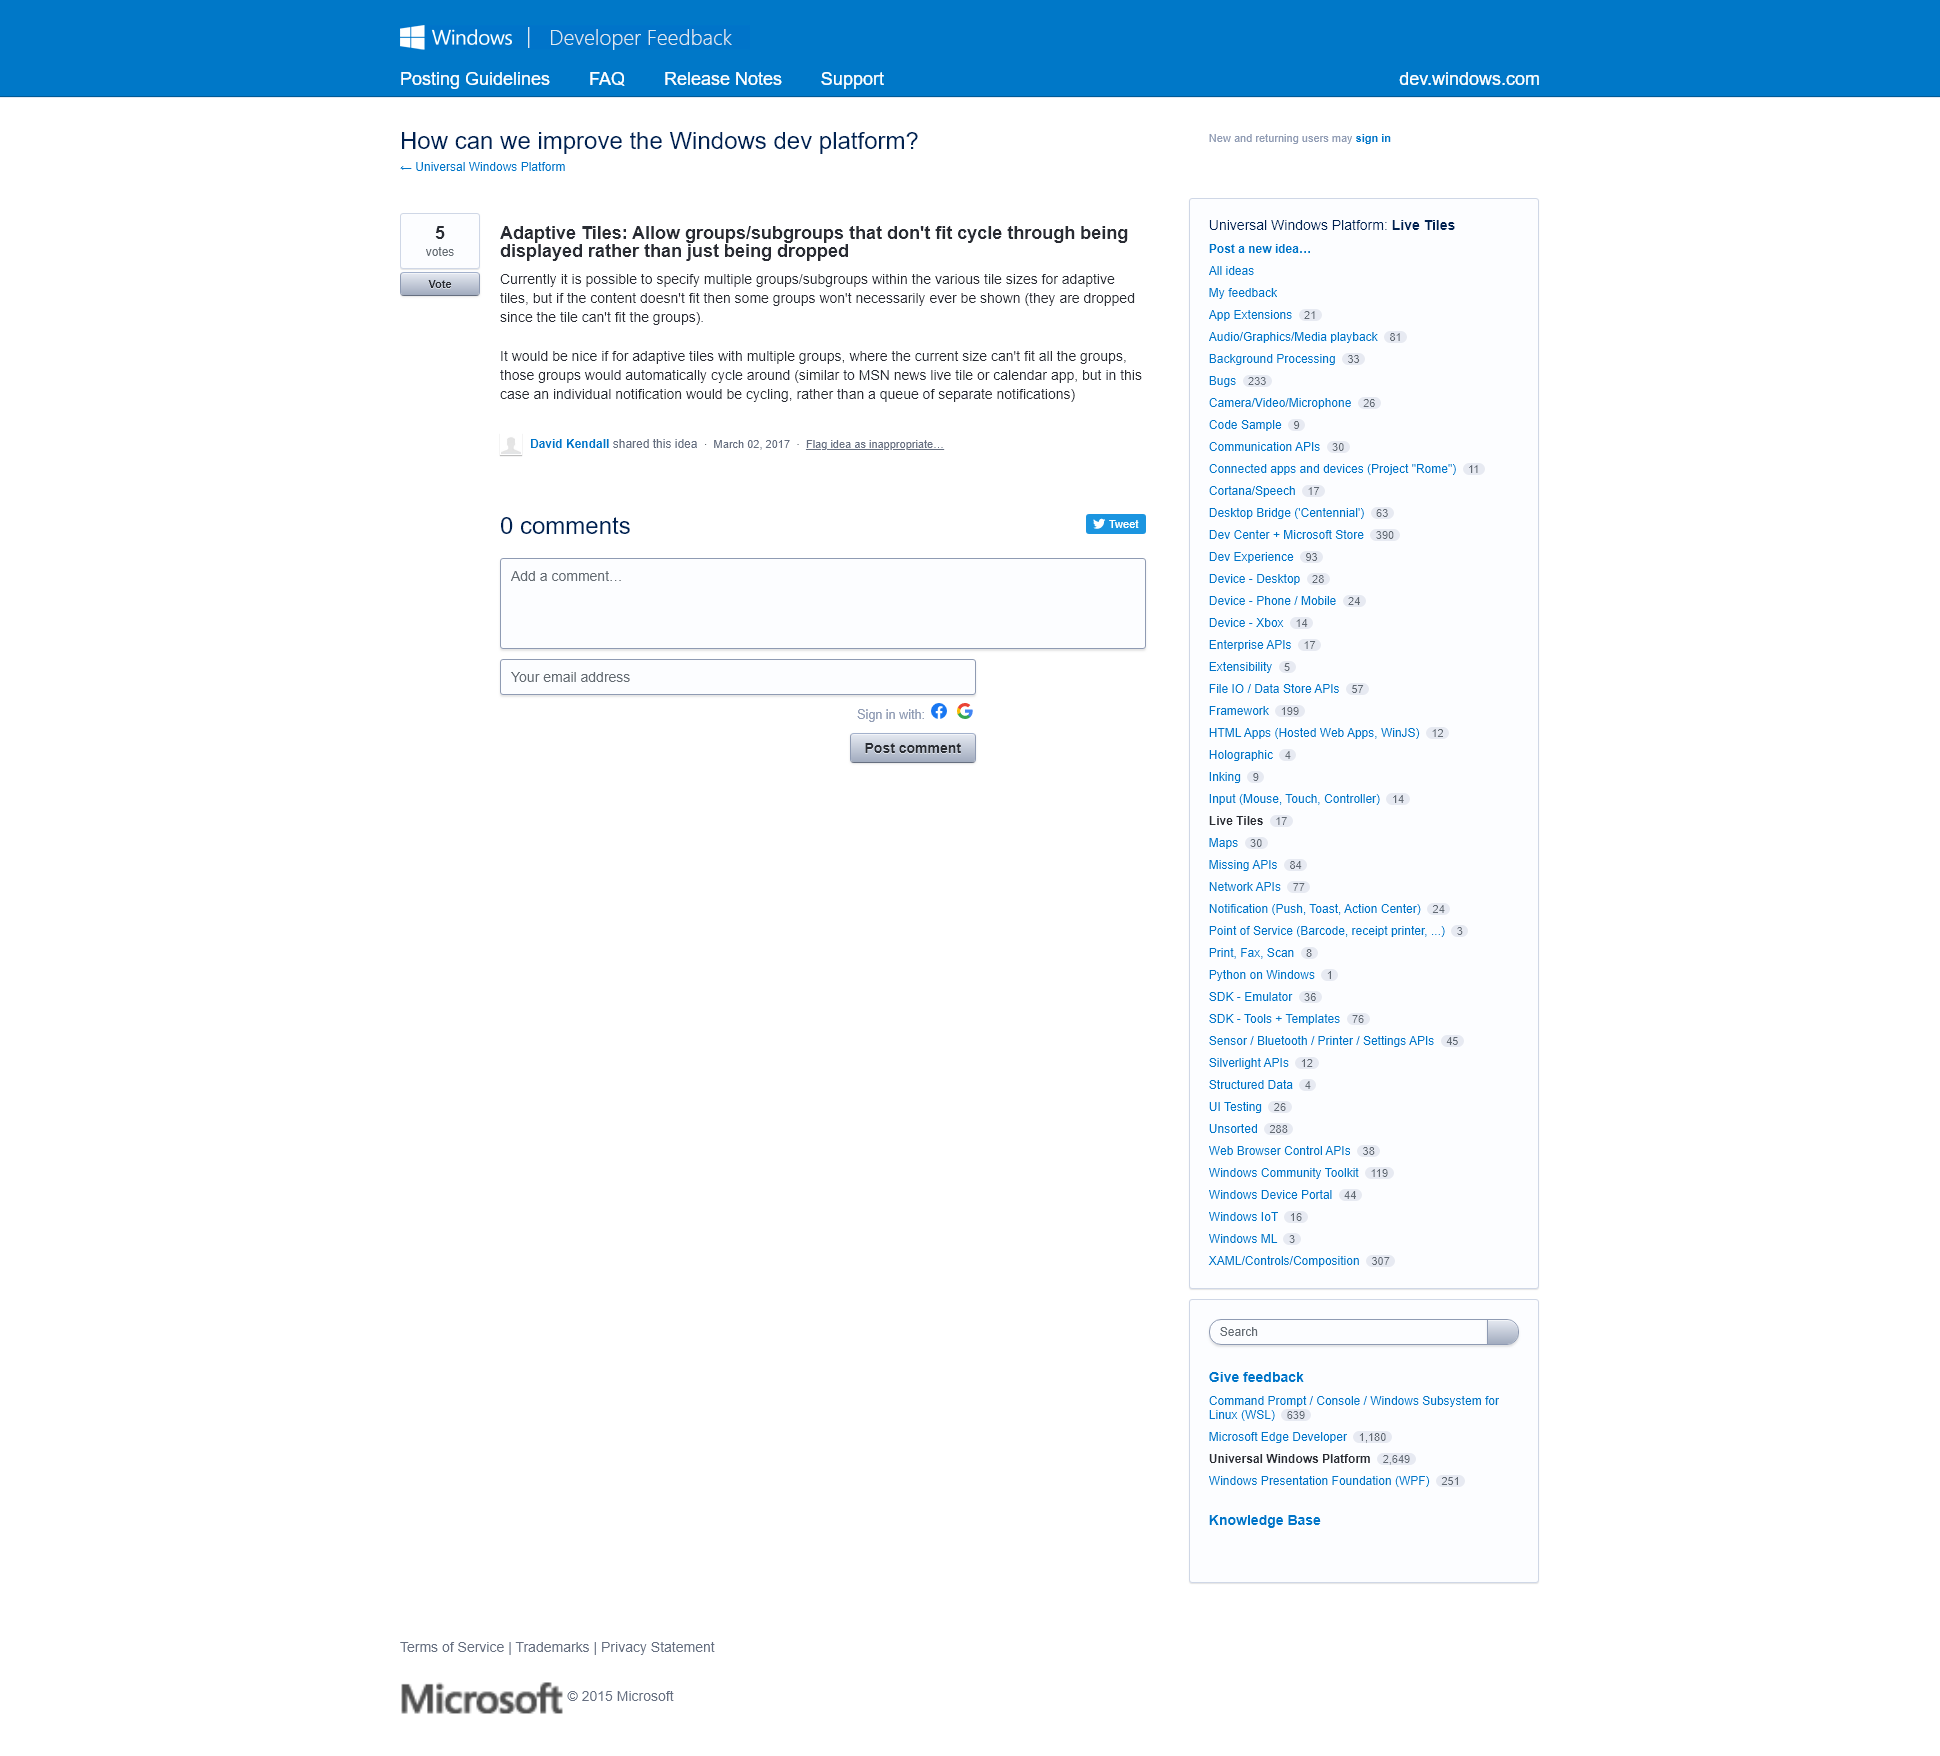 Windows | Developer Feedback
Posting Guidelines FAQ Release Notes Support dev.windows.com
How can we improve the Windows dev platform?
← Universal Windows Platform
New and returning users may sign in
5
votes
Vote
Adaptive Tiles: Allow groups/subgroups that don't fit cycle through being
displayed rather than just being dropped
Currently it is possible to specify multiple groups/subgroups within the various tile sizes for adaptive
tiles, but if the content doesn't fit then some groups won't necessarily ever be shown (they are dropped
since the tile can't fit the groups).
It would be nice if for adaptive tiles with multiple groups, where the current size can't fit all the groups,
those groups would automatically cycle around (similar to MSN news live tile or calendar app, but in this
case an individual notification would be cycling, rather than a queue of separate notifications)
David Kendall shared this idea · March 02, 2017 · Flag idea as inappropriate…
0 comments
Tweet
Add a comment…
Your email address
Sign in with:
Post comment
Universal Windows Platform: Live Tiles
Post a new idea…
All ideas
My feedback
App Extensions 21
Audio/Graphics/Media playback 81
Background Processing 33
Bugs 233
Camera/Video/Microphone 26
Code Sample 9
Communication APIs 30
Connected apps and devices (Project "Rome") 11
Cortana/Speech 17
Desktop Bridge ('Centennial') 63
Dev Center + Microsoft Store 390
Dev Experience 93
Device - Desktop 28
Device - Phone / Mobile 24
Device - Xbox 14
Enterprise APIs 17
Extensibility 5
File IO / Data Store APIs 57
Framework 199
HTML Apps (Hosted Web Apps, WinJS) 12
Holographic 4
Inking 9
Input (Mouse, Touch, Controller) 14
Live Tiles 17
Maps 30
Missing APIs 84
Network APIs 77
Notification (Push, Toast, Action Center) 24
Point of Service (Barcode, receipt printer, ...) 3
Print, Fax, Scan 8
Python on Windows 1
SDK - Emulator 36
SDK - Tools + Templates 76
Sensor / Bluetooth / Printer / Settings APIs 45
Silverlight APIs 12
Structured Data 4
UI Testing 26
Unsorted 288
Web Browser Control APIs 38
Windows Community Toolkit 119
Windows Device Portal 44
Windows IoT 16
Windows ML 3
XAML/Controls/Composition 307
Search
Give feedback
Command Prompt / Console / Windows Subsystem for
Linux (WSL) 639
Microsoft Edge Developer 1,180
Universal Windows Platform 2,649
Windows Presentation Foundation (WPF) 251
Knowledge Base
Terms of Service | Trademarks | Privacy Statement
Microsoft © 2015 Microsoft